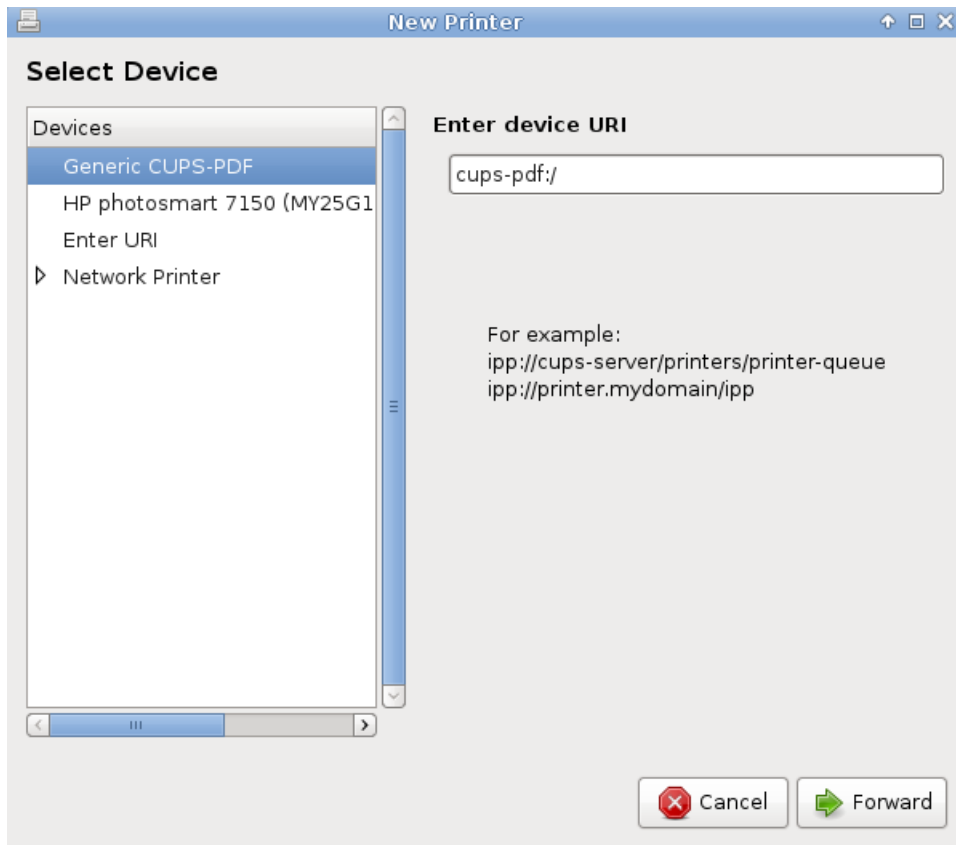 New Printer
Select Device
Devices
Generic CUPS-PDF
HP photosmart 7150 (MY25G1
Enter URI
Network Printer
Enter device URI
cups-pdf:/
For example:
ipp://cups-server/printers/printer-queue
ipp://printer.mydomain/ipp
Cancel
Forward